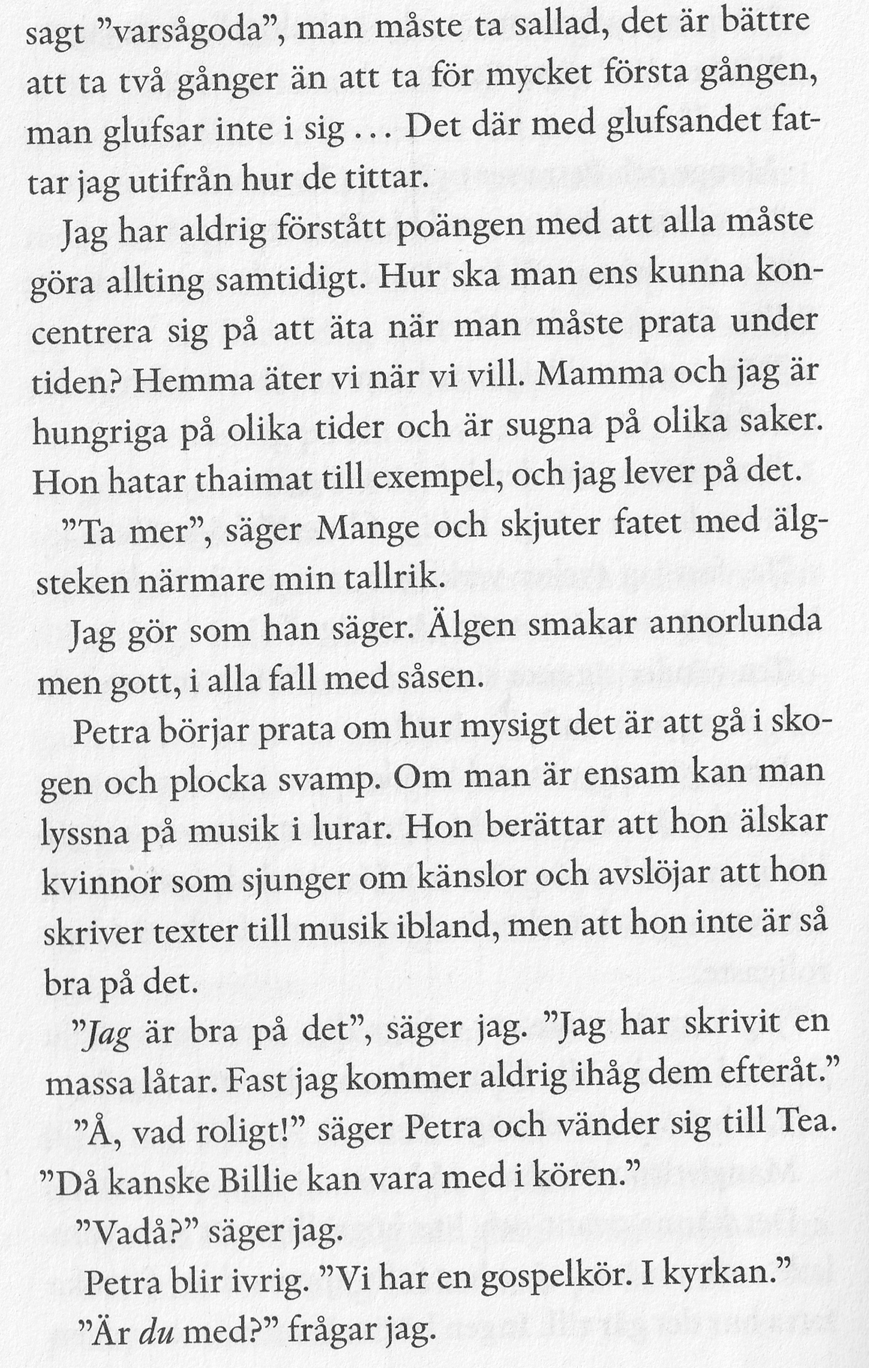 sagt ”varsågoda”, man måste ta sallad, det är bättre
att ta två gånger än att ta för mycket första gången,
man glufsar inte i sig … Det där med glufsandet fat-
tar jag utifrån hur de tittar.
Jag har aldrig förstått poängen med att alla måste
göra allting samtidigt. Hur ska man ens kunna kon-
centrera sig på att äta när man måste prata under
tiden? Hemma äter vi när vi vill. Mamma och jag är
hungriga på olika tider och är sugna på olika saker.
Hon hatar thaimat till exempel, och jag lever på det.
”Ta mer”, säger Mange och skjuter fatet med älg-
steken närmare min tallrik.
Jag gör som han säger. Älgen smakar annorlunda
men gott, i alla fall med såsen.
Petra börjar prata om hur mysigt det är att gå i sko-
gen och plocka svamp. Om man är ensam kan man
lyssna på musik i lurar. Hon berättar att hon älskar
kvinnor som sjunger om känslor och avslöjar att hon
skriver texter till musik ibland, men att hon inte är så
bra på det.
”Jag är bra på det”, säger jag. ”Jag har skrivit en
massa låtar. Fast jag kommer aldrig ihåg dem efteråt.”
”Å, vad roligt!” säger Petra och vänder sig till Tea.
”Då kanske Billie kan vara med i kören.”
”Vadå?” säger jag.
Petra blir ivrig. ”Vi har en gospelkör. I kyrkan.”
”Är du med?” frågar jag.